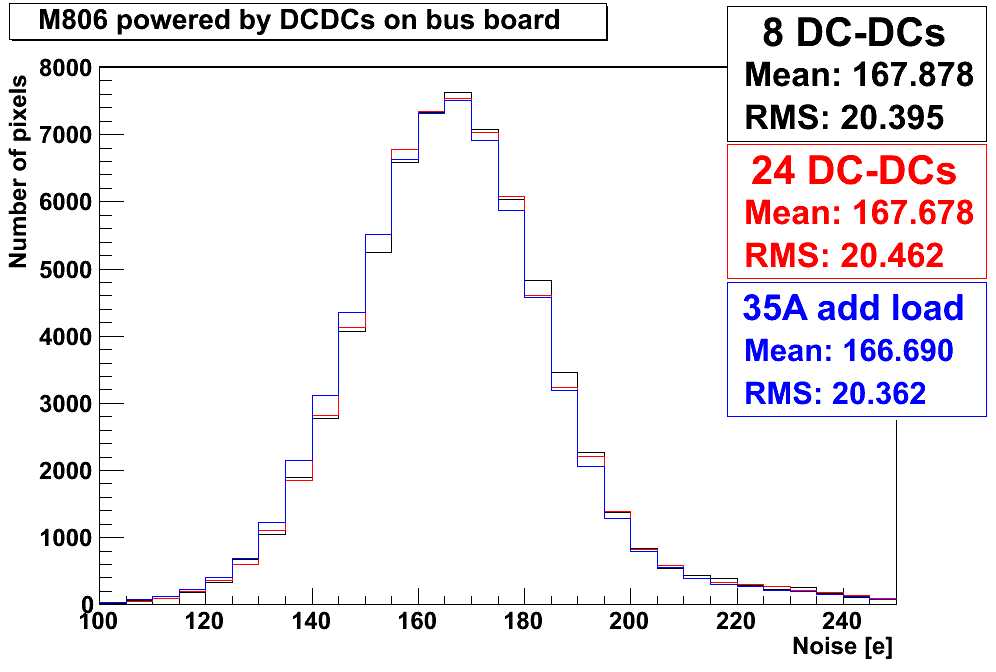 M806 powered by DCDCs on bus board
8 DC-DCs
Mean: 167.878
RMS: 20.395
24 DC-DCs
Mean: 167.678
RMS: 20.462
35A add load
Mean: 166.690
RMS: 20.362
Number of pixels
8000
7000
6000
5000
4000
3000
2000
1000
0
100 120 140 160 180 200 220 240
Noise [e]